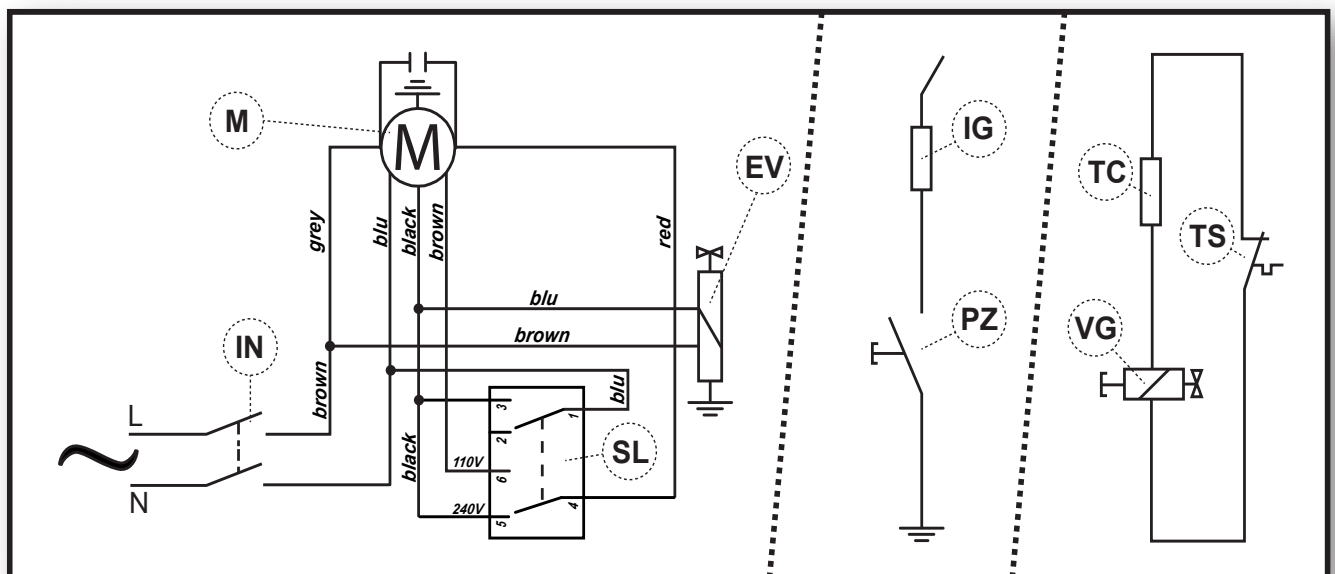 M
M
IG
EV
TC
grey
blu
black
brown
red
TS
blu
brown
PZ
VG
IN
brown
blu
L
3
1
2
SL
black
110V
6
N
240V
5
4